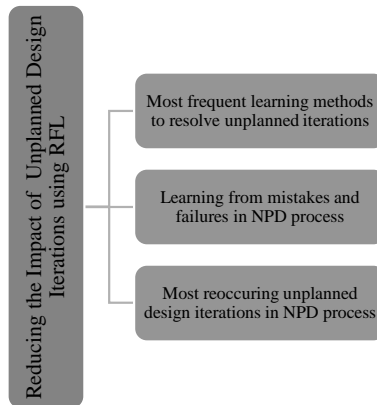 Reducing the Impact of Unplanned Design
Iterations using RFL
Most frequent learning methods
to resolve unplanned iterations
Learning from mistakes and
failures in NPD process
Most reoccuring unplanned
design iterations in NPD process